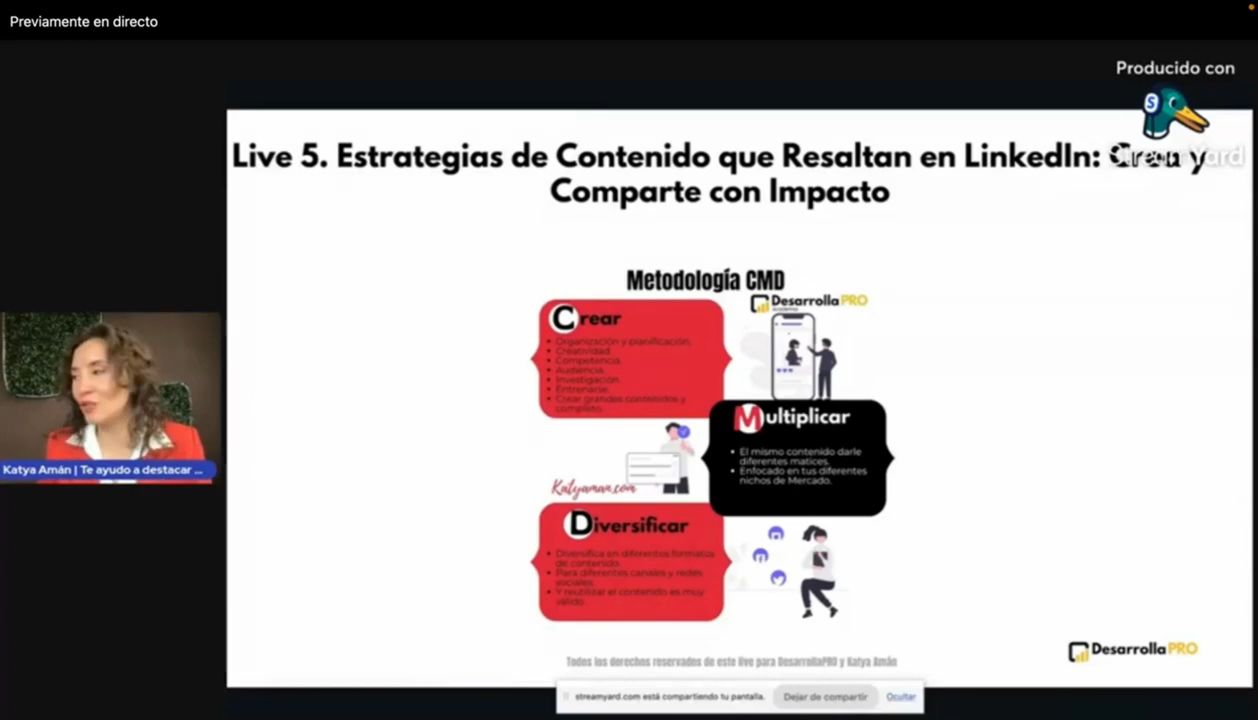 Previamente en directo
Producido con
StreamYard
Live 5. Estrategias de Contenido que Resaltan en LinkedIn: Crea y
Comparte con Impacto
Metodología CMD
DesarrollaPRO
Crear
• Organización y planificación.
• Creatividad.
• Competencia.
• Audiencia.
• Investigación.
• Entrenarse.
• Crear grandes contenidos y
completo.
Multiplicar
• El mismo contenido darle
diferentes matices.
• Enfocado en tus diferentes
nichos de Mercado.
Katyaman.com
Diversificar
• Diversifica en diferentes formatos
de contenido.
• Para diferentes canales y redes
sociales.
• Y reutilizar el contenido es muy
valido.
Katya Amán | Te ayudo a destacar ...
Todos los derechos reservados de este live para DesarrollaPRO y Katya Amán
DesarrollaPRO
streamyard.com está compartiendo tu pantalla.
Dejar de compartir
Ocultar